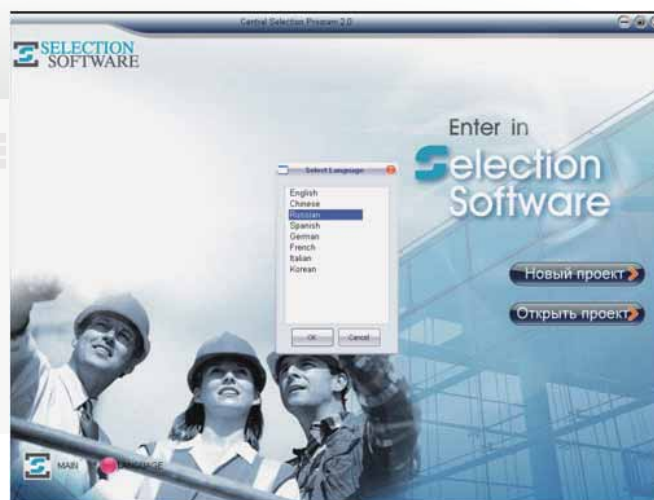 Central Selection Program 2.0
SELECTION
SOFTWARE
Enter in
Selection
Software
Select Language
English
Chinese
Russian
Spanish
German
French
Italian
Korean
OK
Cancel
Новый проект
Открыть проект
MAIN
LANGUAGE